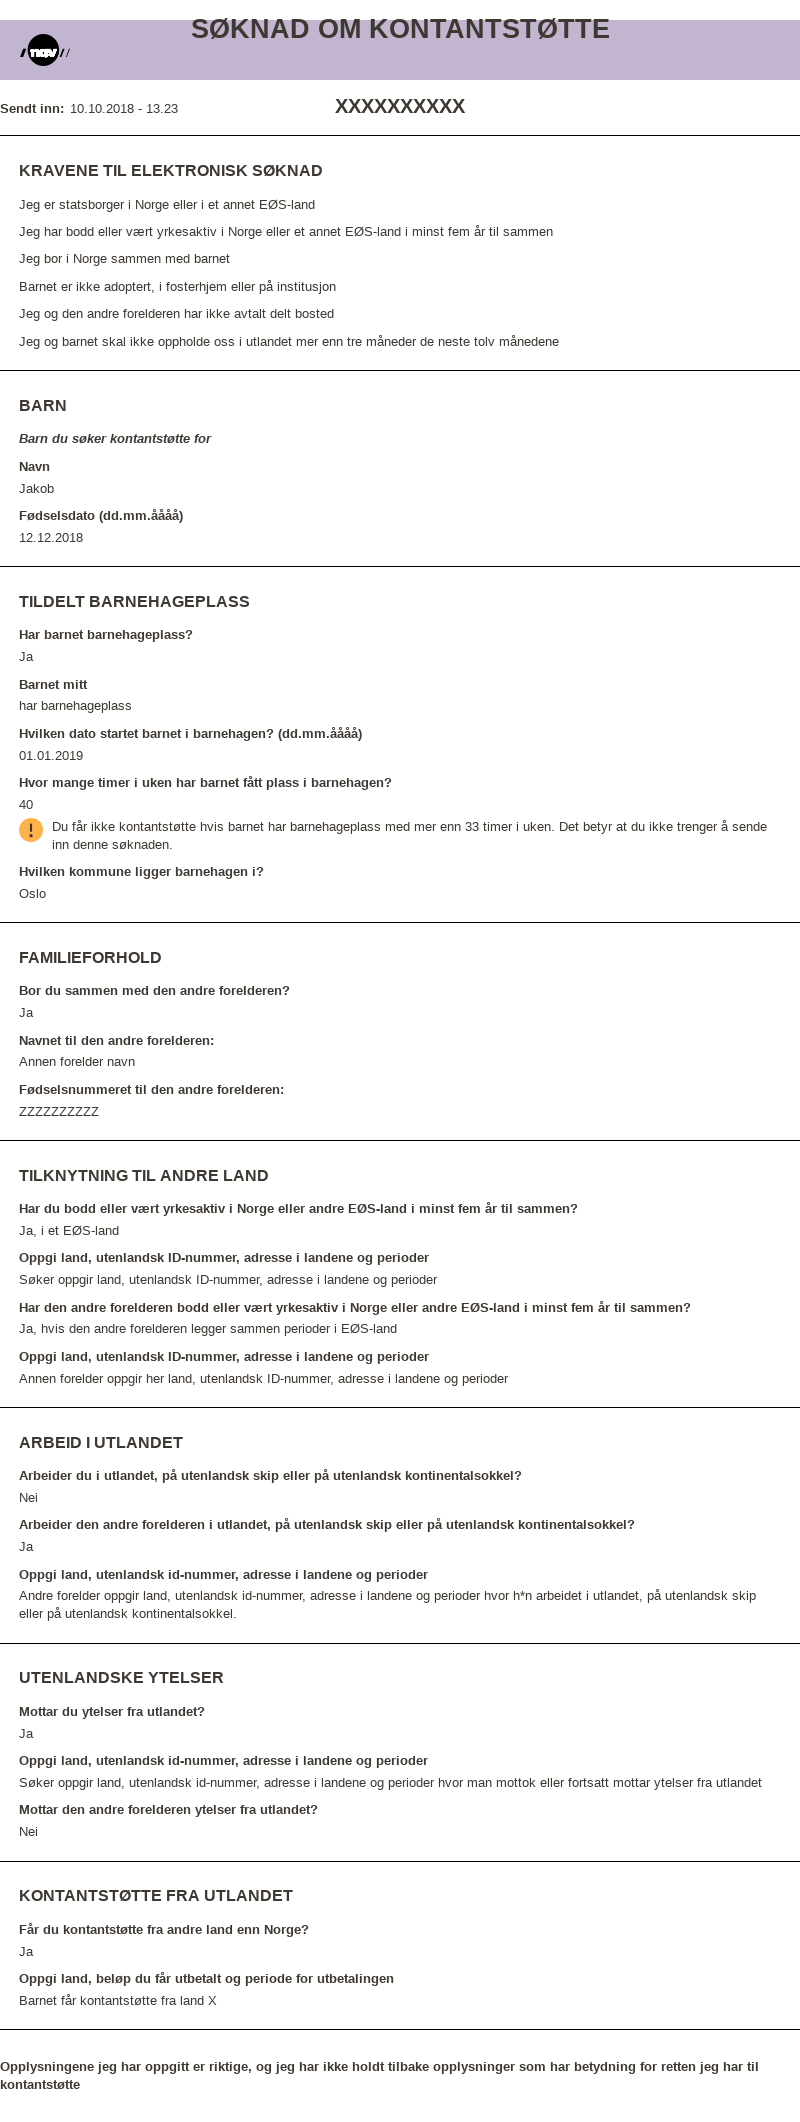 SØKNAD OM KONTANTSTØTTE
nav
Sendt inn: 10.10.2018 - 13.23
XXXXXXXXXX
KRAVENE TIL ELEKTRONISK SØKNAD
Jeg er statsborger i Norge eller i et annet EØS-land
Jeg har bodd eller vært yrkesaktiv i Norge eller et annet EØS-land i minst fem år til sammen
Jeg bor i Norge sammen med barnet
Barnet er ikke adoptert, i fosterhjem eller på institusjon
Jeg og den andre forelderen har ikke avtalt delt bosted
Jeg og barnet skal ikke oppholde oss i utlandet mer enn tre måneder de neste tolv månedene
BARN
Barn du søker kontantstøtte for
Navn
Jakob
Fødselsdato (dd.mm.åååå)
12.12.2018
TILDELT BARNEHAGEPLASS
Har barnet barnehageplass?
Ja
Barnet mitt
har barnehageplass
Hvilken dato startet barnet i barnehagen? (dd.mm.åååå)
01.01.2019
Hvor mange timer i uken har barnet fått plass i barnehagen?
40
Du får ikke kontantstøtte hvis barnet har barnehageplass med mer enn 33 timer i uken. Det betyr at du ikke trenger å sende
inn denne søknaden.
Hvilken kommune ligger barnehagen i?
Oslo
FAMILIEFORHOLD
Bor du sammen med den andre forelderen?
Ja
Navnet til den andre forelderen:
Annen forelder navn
Fødselsnummeret til den andre forelderen:
ZZZZZZZZZZ
TILKNYTNING TIL ANDRE LAND
Har du bodd eller vært yrkesaktiv i Norge eller andre EØS-land i minst fem år til sammen?
Ja, i et EØS-land
Oppgi land, utenlandsk ID-nummer, adresse i landene og perioder
Søker oppgir land, utenlandsk ID-nummer, adresse i landene og perioder
Har den andre forelderen bodd eller vært yrkesaktiv i Norge eller andre EØS-land i minst fem år til sammen?
Ja, hvis den andre forelderen legger sammen perioder i EØS-land
Oppgi land, utenlandsk ID-nummer, adresse i landene og perioder
Annen forelder oppgir her land, utenlandsk ID-nummer, adresse i landene og perioder
ARBEID I UTLANDET
Arbeider du i utlandet, på utenlandsk skip eller på utenlandsk kontinentalsokkel?
Nei
Arbeider den andre forelderen i utlandet, på utenlandsk skip eller på utenlandsk kontinentalsokkel?
Ja
Oppgi land, utenlandsk id-nummer, adresse i landene og perioder
Andre forelder oppgir land, utenlandsk id-nummer, adresse i landene og perioder hvor h*n arbeidet i utlandet, på utenlandsk skip
eller på utenlandsk kontinentalsokkel.
UTENLANDSKE YTELSER
Mottar du ytelser fra utlandet?
Ja
Oppgi land, utenlandsk id-nummer, adresse i landene og perioder
Søker oppgir land, utenlandsk id-nummer, adresse i landene og perioder hvor man mottok eller fortsatt mottar ytelser fra utlandet
Mottar den andre forelderen ytelser fra utlandet?
Nei
KONTANTSTØTTE FRA UTLANDET
Får du kontantstøtte fra andre land enn Norge?
Ja
Oppgi land, beløp du får utbetalt og periode for utbetalingen
Barnet får kontantstøtte fra land X
Opplysningene jeg har oppgitt er riktige, og jeg har ikke holdt tilbake opplysninger som har betydning for retten jeg har til
kontantstøtte